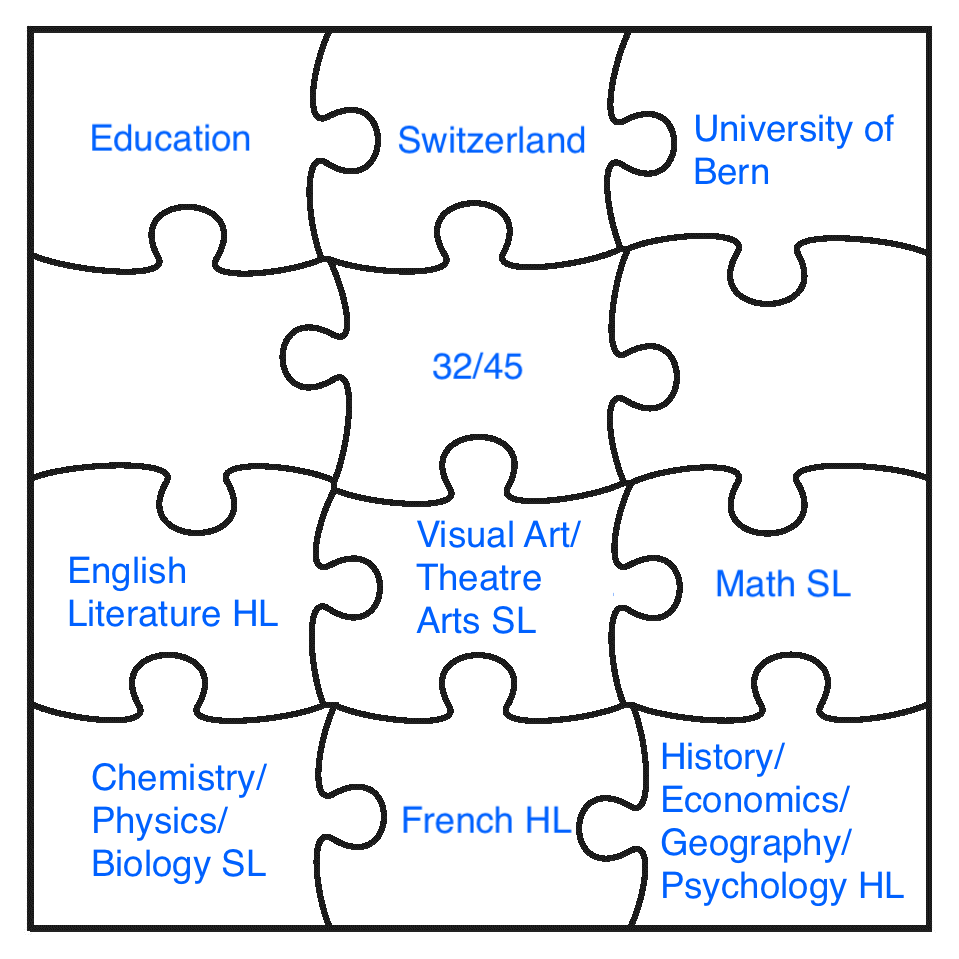 Education
Switzerland
University of
Bern
32/45
English
Literature HL
Visual Art/
Theatre
Arts SL
Math SL
Chemistry/
Physics/
Biology SL
French HL
History/
Economics/
Geography/
Psychology HL